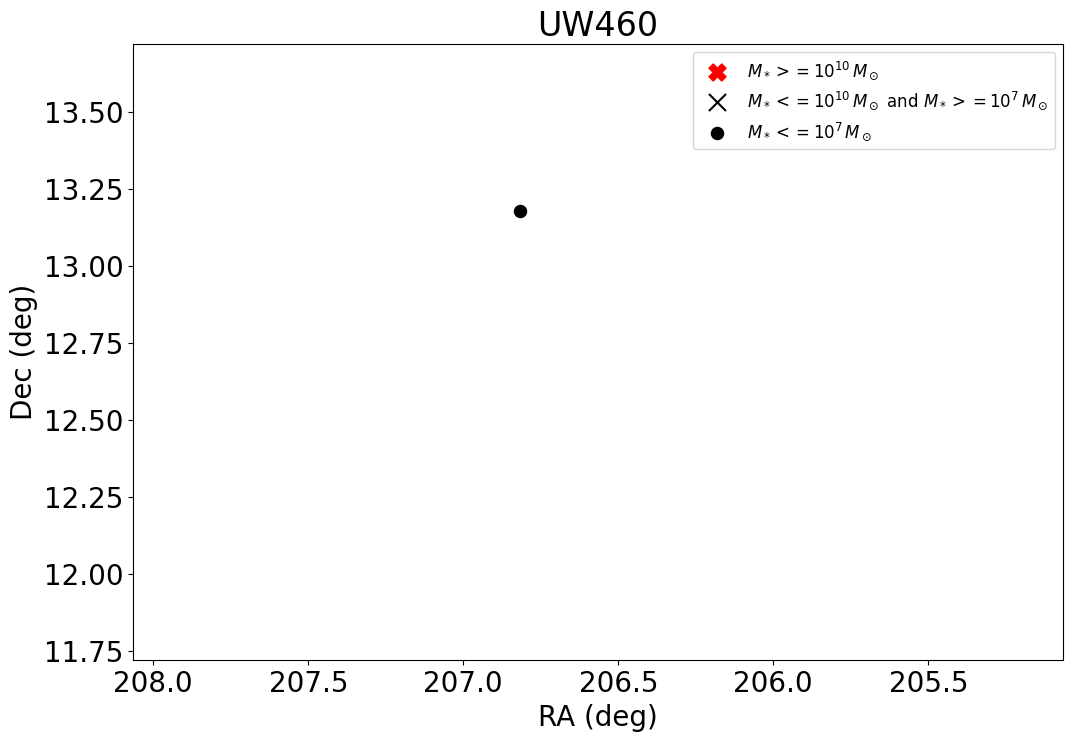 UW460
M* >= 10^10 M⊙
M* <= 10^10 M⊙ and M* >= 10^7 M⊙
M* <= 10^7 M⊙
13.50
13.25
13.00
12.75
12.50
12.25
12.00
11.75
Dec (deg)
208.0 207.5 207.0 206.5 206.0 205.5
RA (deg)